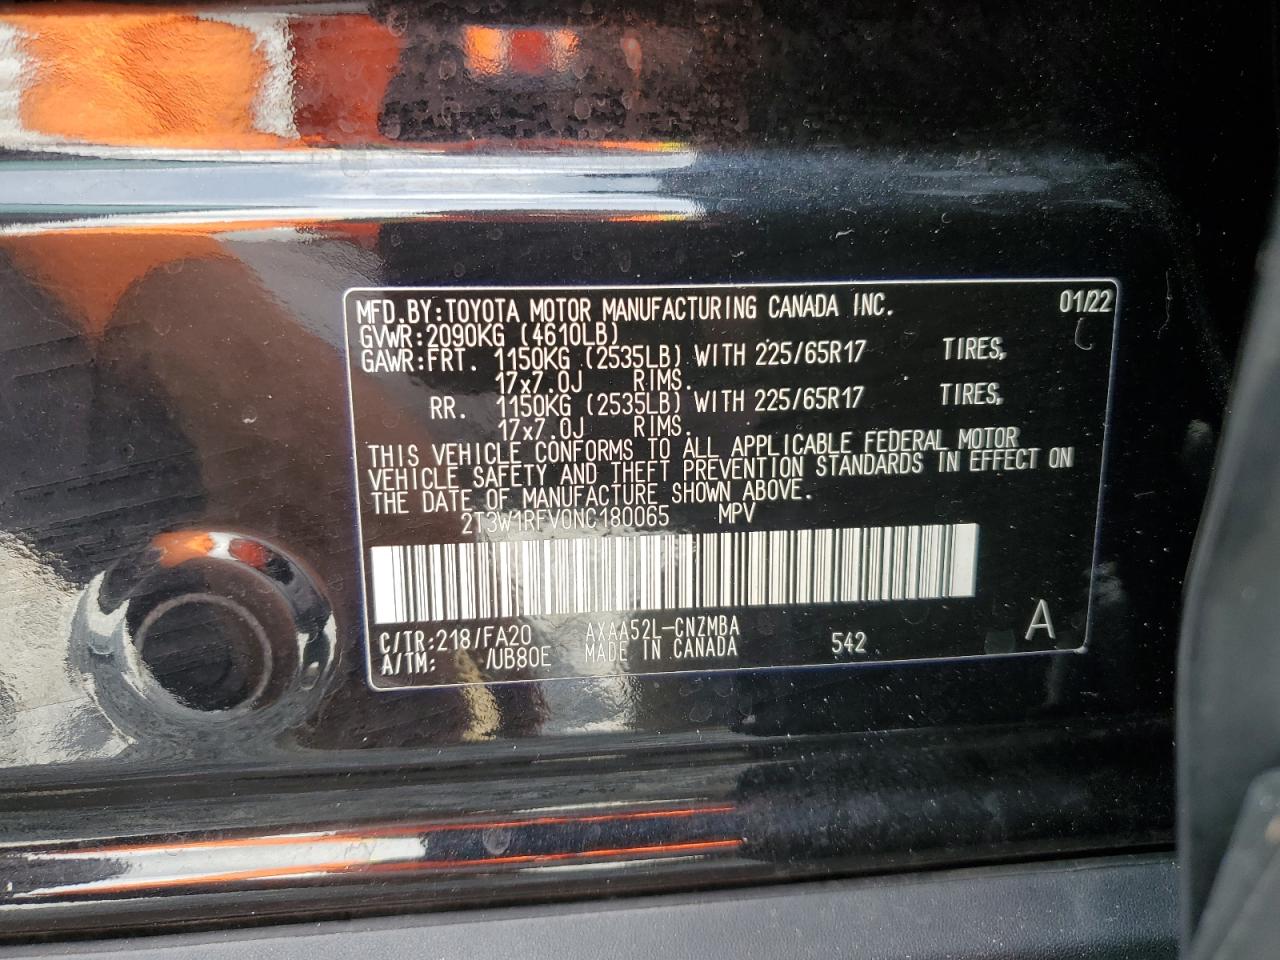 MFD.BY:TOYOTA MOTOR MANUFACTURING CANADA INC. 01/22
GVWR:2090KG (4610LB)
GAWR:FRT. 1150KG (2535LB) WITH 225/65R17 TIRES,
17x7.0J RIMS.
RR. 1150KG (2535LB) WITH 225/65R17 TIRES,
17x7.0J RIMS.
THIS VEHICLE CONFORMS TO ALL APPLICABLE FEDERAL MOTOR
VEHICLE SAFETY AND THEFT PREVENTION STANDARDS IN EFFECT ON
THE DATE OF MANUFACTURE SHOWN ABOVE.
2T3W1RFV0NC180065 MPV
C/TR:218/FA20 AXAA52L-CNZMBA
A/TM: /UB80E MADE IN CANADA 542 A